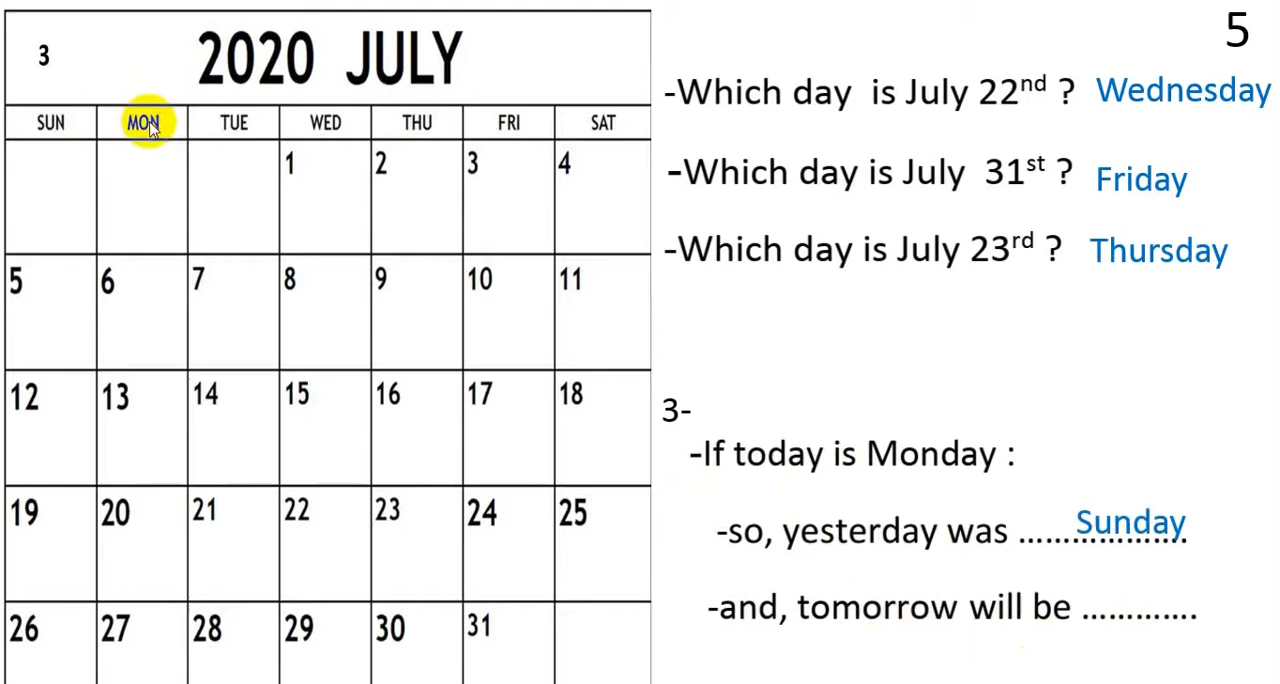 3 2020 JULY
SUN MON TUE WED THU FRI SAT
1 2 3 4
5 6 7 8 9 10 11
12 13 14 15 16 17 18
19 20 21 22 23 24 25
26 27 28 29 30 31
5
-Which day is July 22nd ? Wednesday
-Which day is July 31st ? Friday
-Which day is July 23rd ? Thursday
3-
-If today is Monday :
-so, yesterday was ....Sunday....
-and, tomorrow will be .............